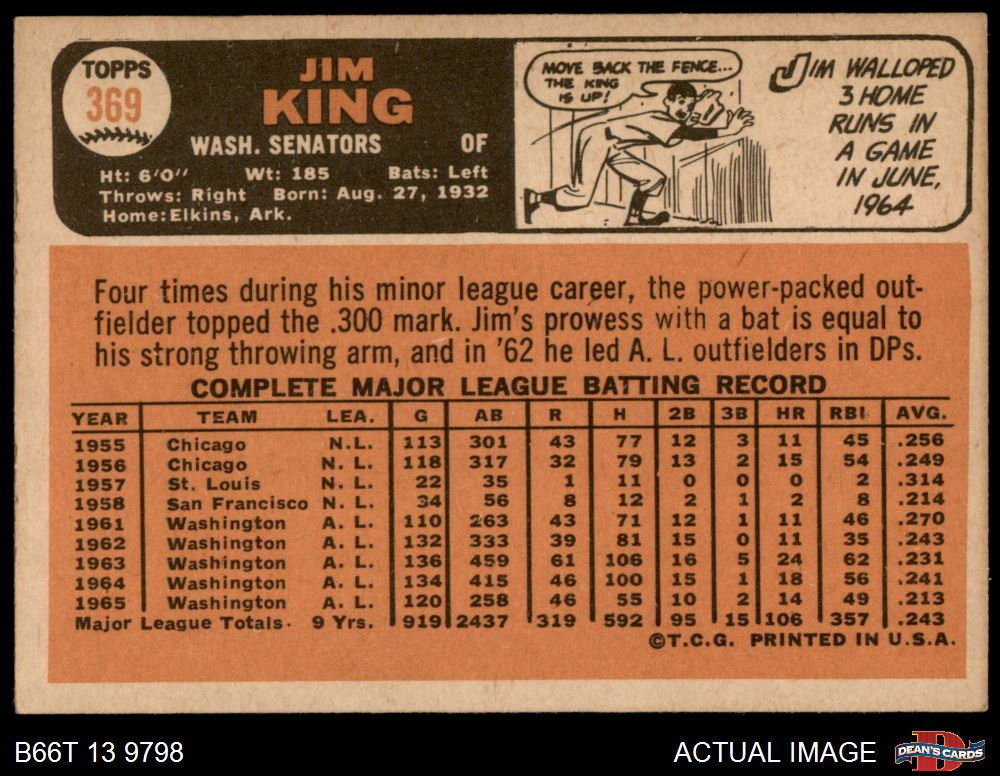 TOPPS
369
JIM
KING
WASH. SENATORS OF
Ht: 6'0" Wt: 185 Bats: Left
Throws: Right Born: Aug. 27, 1932
Home: Elkins, Ark.
MOVE BACK THE FENCE...
THE KING
IS UP!
JIM WALLOPED
3 HOME
RUNS IN
A GAME
IN JUNE,
1964
Four times during his minor league career, the power-packed out-
fielder topped the .300 mark. Jim's prowess with a bat is equal to
his strong throwing arm, and in '62 he led A. L. outfielders in DPs.
COMPLETE MAJOR LEAGUE BATTING RECORD
YEAR TEAM LEA. G AB R H 2B 3B HR RBI AVG.
1955 Chicago N.L. 113 301 43 77 12 3 11 45 .256
1956 Chicago N. L. 118 317 32 79 13 2 15 54 .249
1957 St. Louis N. L. 22 35 1 11 0 0 0 2 .314
1958 San Francisco N. L. 34 56 8 12 2 1 2 8 .214
1961 Washington A. L. 110 263 43 71 12 1 11 46 .270
1962 Washington A. L. 132 333 39 81 15 0 11 35 .243
1963 Washington A. L. 136 459 61 106 16 5 24 62 .231
1964 Washington A. L. 134 415 46 100 15 1 18 56 .241
1965 Washington A. L. 120 258 46 55 10 2 14 49 .213
Major League Totals 9 Yrs. 919 2437 319 592 95 15 106 357 .243
©T.C.G. PRINTED IN U.S.A.
B66T 13 9798 ACTUAL IMAGE DEAN'S CARDS